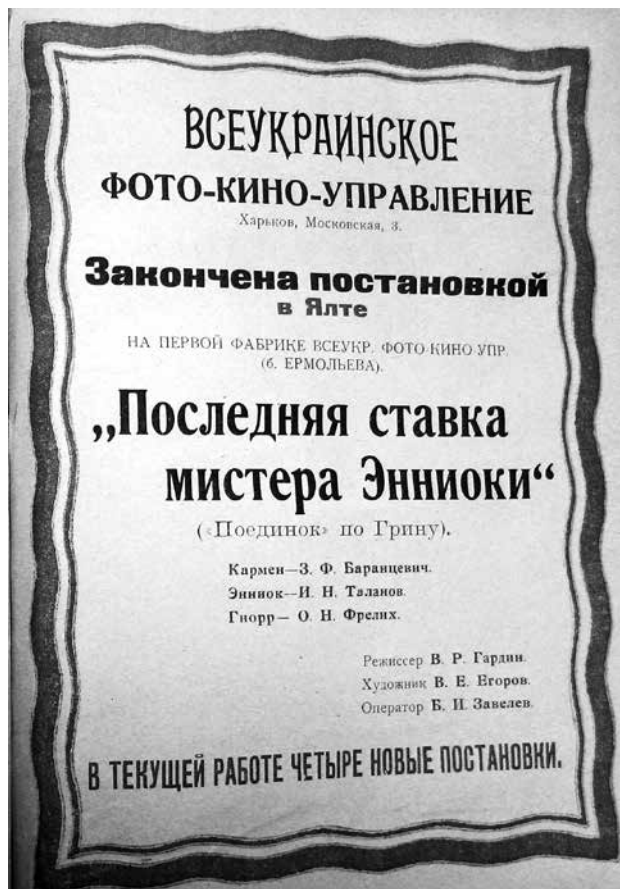 ВСЕУКРАИНСКОЕ
ФОТО-КИНО-УПРАВЛЕНИЕ
Харьков, Московская, 3.
Закончена постановкой
в Ялте
НА ПЕРВОЙ ФАБРИКЕ ВСЕУКР. ФОТО-КИНО-УПР.
(б. ЕРМОЛЬЕВА).
„Последняя ставка
мистера Энниоки“
(«Поединок» по Грину).
Кармен—З. Ф. Баранцевич.
Энниок—И. Н. Таланов.
Гнорр— О. Н. Фрелих.
Режиссер В. Р. Гардин.
Художник В. Е. Егоров.
Оператор Б. И. Завелев.
В ТЕКУЩЕЙ РАБОТЕ ЧЕТЫРЕ НОВЫЕ ПОСТАНОВКИ.